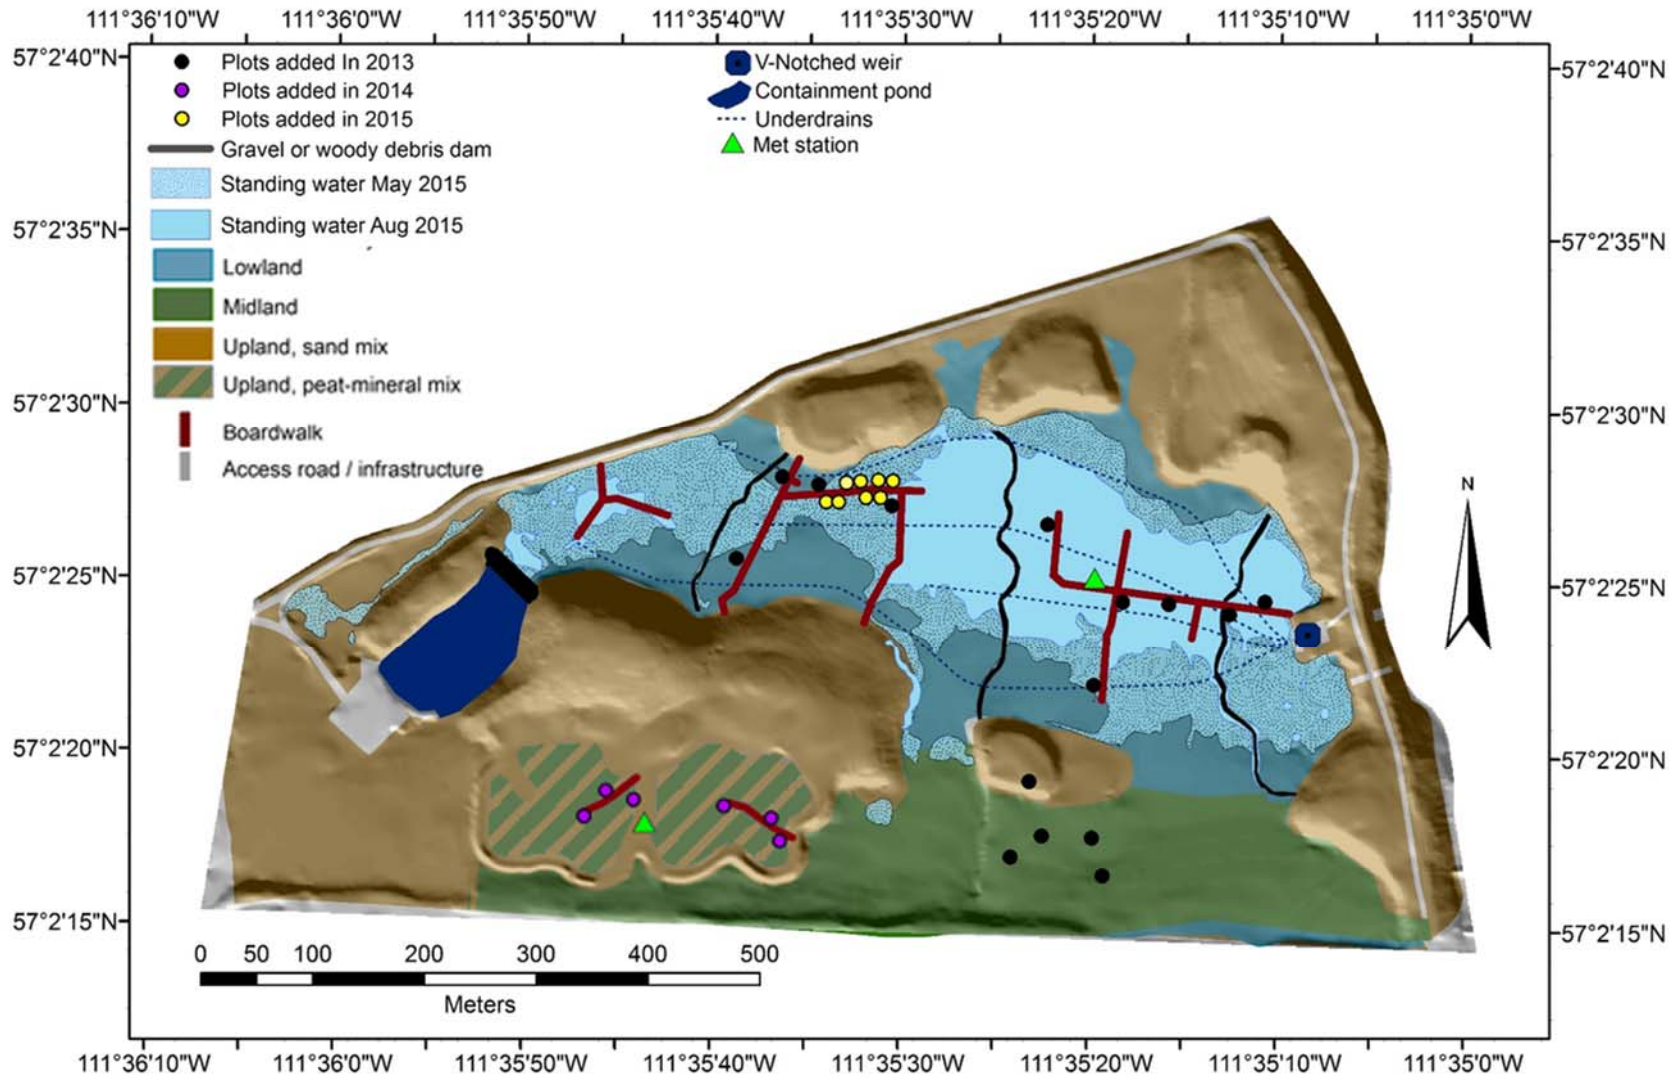 111°36'10"W 111°36'0"W 111°35'50"W 111°35'40"W 111°35'30"W 111°35'20"W 111°35'10"W 111°35'0"W
57°2'40"N
57°2'35"N
57°2'30"N
57°2'25"N
57°2'20"N
57°2'15"N
Plots added In 2013
Plots added in 2014
Plots added in 2015
Gravel or woody debris dam
Standing water May 2015
Standing water Aug 2015
Lowland
Midland
Upland, sand mix
Upland, peat-mineral mix
Boardwalk
Access road / infrastructure
V-Notched weir
Containment pond
Underdrains
Met station
57°2'40"N
57°2'35"N
57°2'30"N
57°2'25"N
57°2'20"N
57°2'15"N
N
0 50 100 200 300 400 500
Meters
111°36'10"W 111°36'0"W 111°35'50"W 111°35'40"W 111°35'30"W 111°35'20"W 111°35'10"W 111°35'0"W